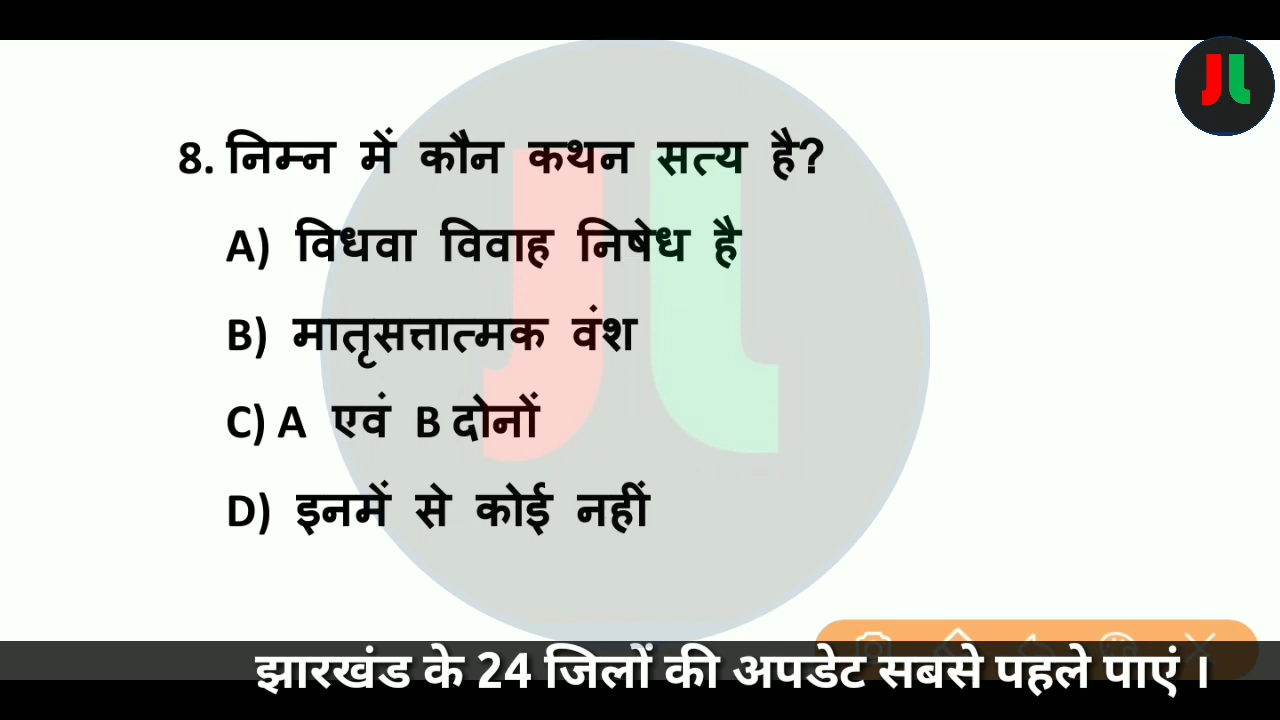 8. निम्न में कौन कथन सत्य है?
A) विधवा विवाह निषेध है
B) मातृसत्तात्मक वंश
C) A एवं B दोनों
D) इनमें से कोई नहीं
झारखंड के 24 जिलों की अपडेट सबसे पहले पाएं ।